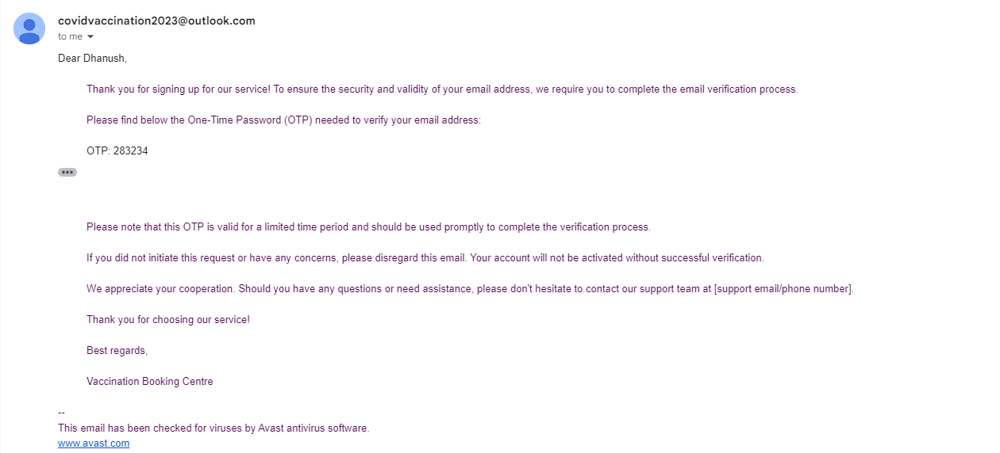 covidvaccination2023@outlook.com
to me
Dear Dhanush,
Thank you for signing up for our service! To ensure the security and validity of your email address, we require you to complete the email verification process.
Please find below the One-Time Password (OTP) needed to verify your email address:
OTP: 283234
Please note that this OTP is valid for a limited time period and should be used promptly to complete the verification process.
If you did not initiate this request or have any concerns, please disregard this email. Your account will not be activated without successful verification.
We appreciate your cooperation. Should you have any questions or need assistance, please don't hesitate to contact our support team at [support email/phone number].
Thank you for choosing our service!
Best regards,
Vaccination Booking Centre
--
This email has been checked for viruses by Avast antivirus software.
www.avast.com